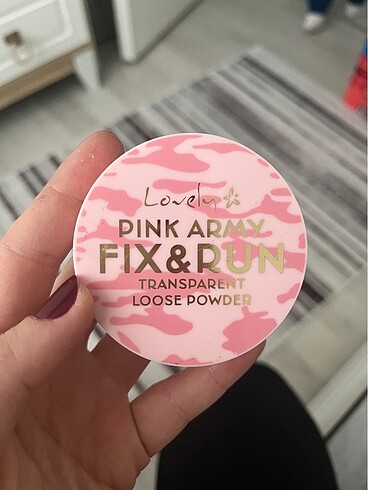 Lovely
PINK ARMY
FIX&RUN
TRANSPARENT
LOOSE POWDER